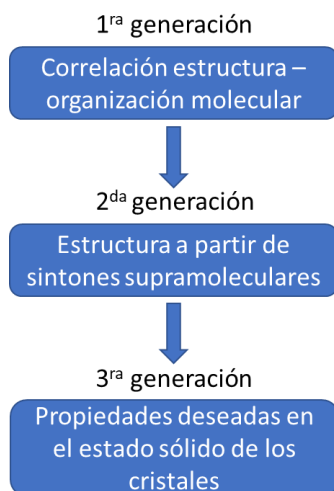 1ra generación
Correlación estructura –
organización molecular
2da generación
Estructura a partir de
sintones supramoleculares
3ra generación
Propiedades deseadas en
el estado sólido de los
cristales